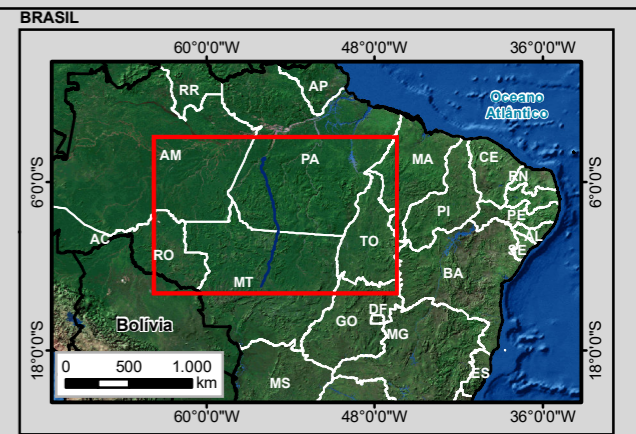 BRASIL
60°0'0"W 48°0'0"W 36°0'0"W
RR
AP
Oceano
Atlântico
AM
PA
MA
CE
RN
6°0'0"S
6°0'0"S
PI
PE
AC
AL
TO
SE
RO
BA
MT
Bolívia
DF
GO
MG
18°0'0"S
18°0'0"S
0 500 1.000
km
MS
ES
60°0'0"W 48°0'0"W 36°0'0"W